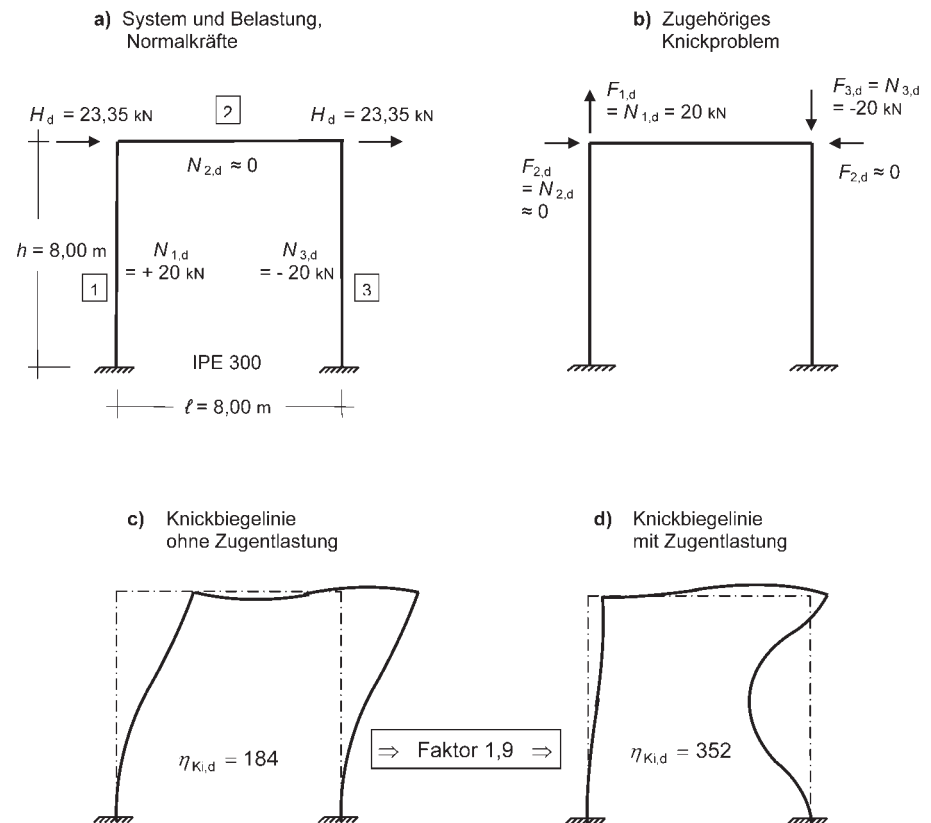 a) System und Belastung,
Normalkräfte
H_d = 23,35 kN
2
H_d = 23,35 kN
N_2,d ≈ 0
h = 8,00 m
N_1,d
= + 20 kN
N_3,d
= - 20 kN
1
3
IPE 300
ℓ = 8,00 m
b) Zugehöriges
Knickproblem
F_1,d
= N_1,d = 20 kN
F_3,d = N_3,d
= -20 kN
F_2,d
= N_2,d
≈ 0
F_2,d ≈ 0
c) Knickbiegelinie
ohne Zugentlastung
η_Ki,d = 184
⇒ Faktor 1,9 ⇒
d) Knickbiegelinie
mit Zugentlastung
η_Ki,d = 352